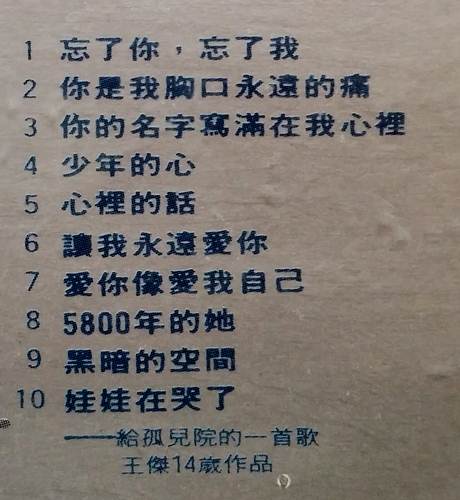 1 忘了你，忘了我
2 你是我胸口永遠的痛
3 你的名字寫滿在我心裡
4 少年的心
5 心裡的話
6 讓我永遠愛你
7 愛你像愛我自己
8 5800年的她
9 黑暗的空間
10 娃娃在哭了
——給孤兒院的一首歌
王傑14歲作品